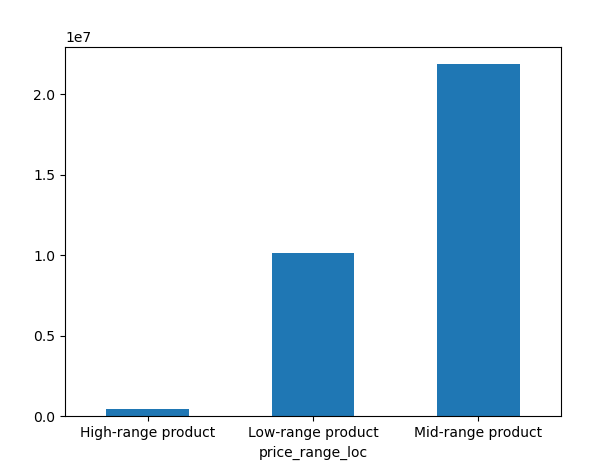 1e7
2.0
1.5
1.0
0.5
0.0
High-range product Low-range product Mid-range product
price_range_loc